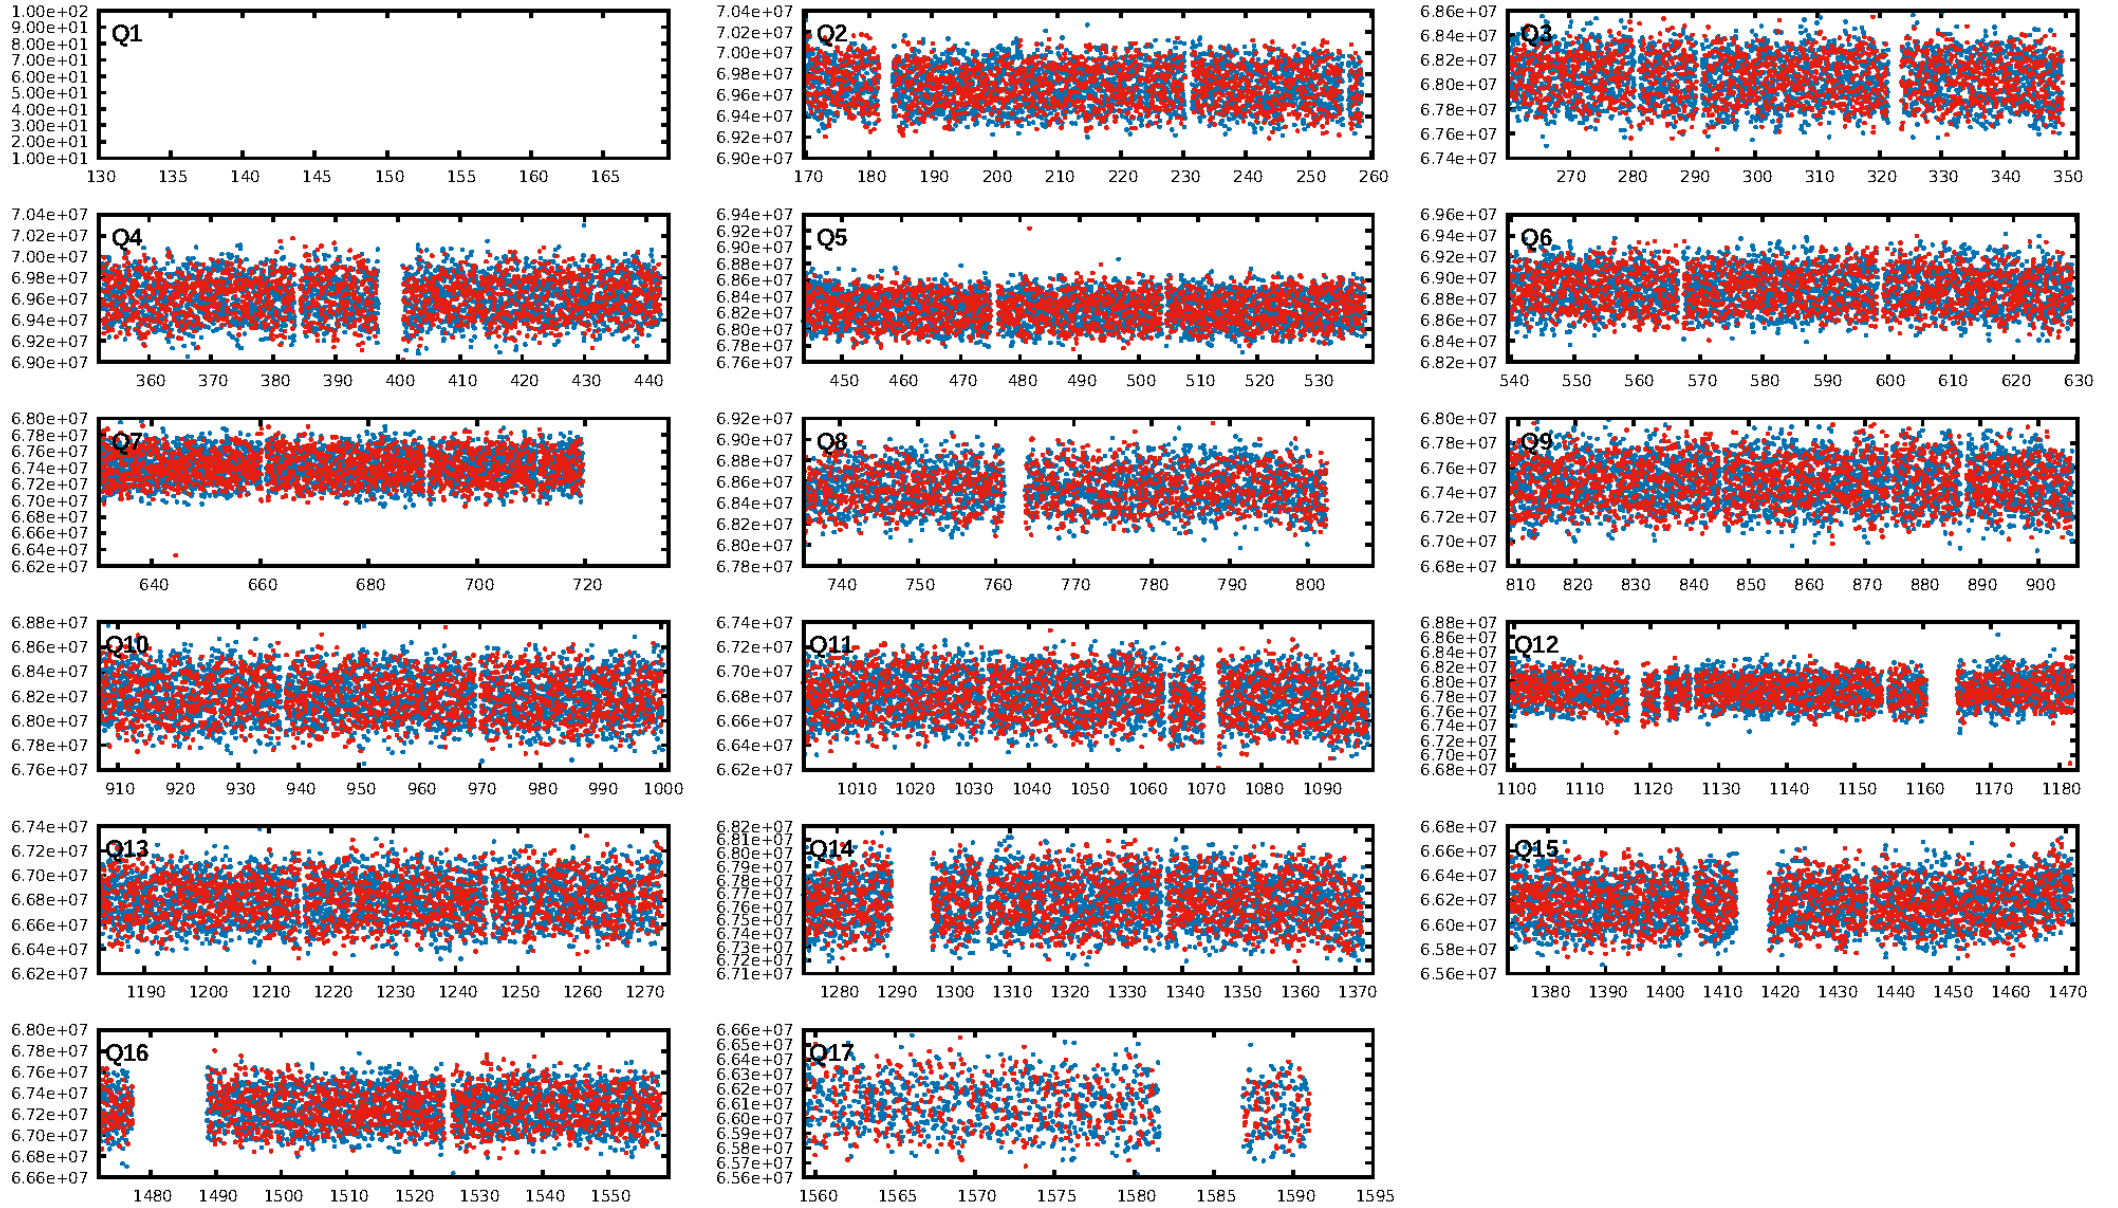 Q1
1.00e+02
9.00e+01
8.00e+01
7.00e+01
6.00e+01
5.00e+01
4.00e+01
3.00e+01
2.00e+01
1.00e+01
130 135 140 145 150 155 160 165
Q2
7.04e+07
7.02e+07
7.00e+07
6.98e+07
6.96e+07
6.94e+07
6.92e+07
6.90e+07
170 180 190 200 210 220 230 240 250 260
Q3
6.86e+07
6.84e+07
6.82e+07
6.80e+07
6.78e+07
6.76e+07
6.74e+07
270 280 290 300 310 320 330 340 350
Q4
7.04e+07
7.02e+07
7.00e+07
6.98e+07
6.96e+07
6.94e+07
6.92e+07
6.90e+07
360 370 380 390 400 410 420 430 440
Q5
6.94e+07
6.92e+07
6.90e+07
6.88e+07
6.86e+07
6.84e+07
6.82e+07
6.80e+07
6.78e+07
6.76e+07
450 460 470 480 490 500 510 520 530
Q6
6.96e+07
6.94e+07
6.92e+07
6.90e+07
6.88e+07
6.86e+07
6.84e+07
6.82e+07
540 550 560 570 580 590 600 610 620 630
Q7
6.80e+07
6.78e+07
6.76e+07
6.74e+07
6.72e+07
6.70e+07
6.68e+07
6.66e+07
6.64e+07
6.62e+07
640 660 680 700 720
Q8
6.92e+07
6.90e+07
6.88e+07
6.86e+07
6.84e+07
6.82e+07
6.80e+07
6.78e+07
740 750 760 770 780 790 800
Q9
6.80e+07
6.78e+07
6.76e+07
6.74e+07
6.72e+07
6.70e+07
6.68e+07
810 820 830 840 850 860 870 880 890 900
Q10
6.88e+07
6.86e+07
6.84e+07
6.82e+07
6.80e+07
6.78e+07
6.76e+07
910 920 930 940 950 960 970 980 990 1000
Q11
6.74e+07
6.72e+07
6.70e+07
6.68e+07
6.66e+07
6.64e+07
6.62e+07
1010 1020 1030 1040 1050 1060 1070 1080 1090
Q12
6.88e+07
6.86e+07
6.84e+07
6.82e+07
6.80e+07
6.78e+07
6.76e+07
6.74e+07
6.72e+07
6.70e+07
6.68e+07
1100 1110 1120 1130 1140 1150 1160 1170 1180
Q13
6.74e+07
6.72e+07
6.70e+07
6.68e+07
6.66e+07
6.64e+07
6.62e+07
1190 1200 1210 1220 1230 1240 1250 1260 1270
Q14
6.82e+07
6.81e+07
6.80e+07
6.79e+07
6.78e+07
6.77e+07
6.76e+07
6.75e+07
6.74e+07
6.73e+07
6.72e+07
6.71e+07
1280 1290 1300 1310 1320 1330 1340 1350 1360 1370
Q15
6.68e+07
6.66e+07
6.64e+07
6.62e+07
6.60e+07
6.58e+07
6.56e+07
1380 1390 1400 1410 1420 1430 1440 1450 1460 1470
Q16
6.80e+07
6.78e+07
6.76e+07
6.74e+07
6.72e+07
6.70e+07
6.68e+07
6.66e+07
1480 1490 1500 1510 1520 1530 1540 1550
Q17
6.66e+07
6.65e+07
6.64e+07
6.63e+07
6.62e+07
6.61e+07
6.60e+07
6.59e+07
6.58e+07
6.57e+07
6.56e+07
1560 1565 1570 1575 1580 1585 1590 1595